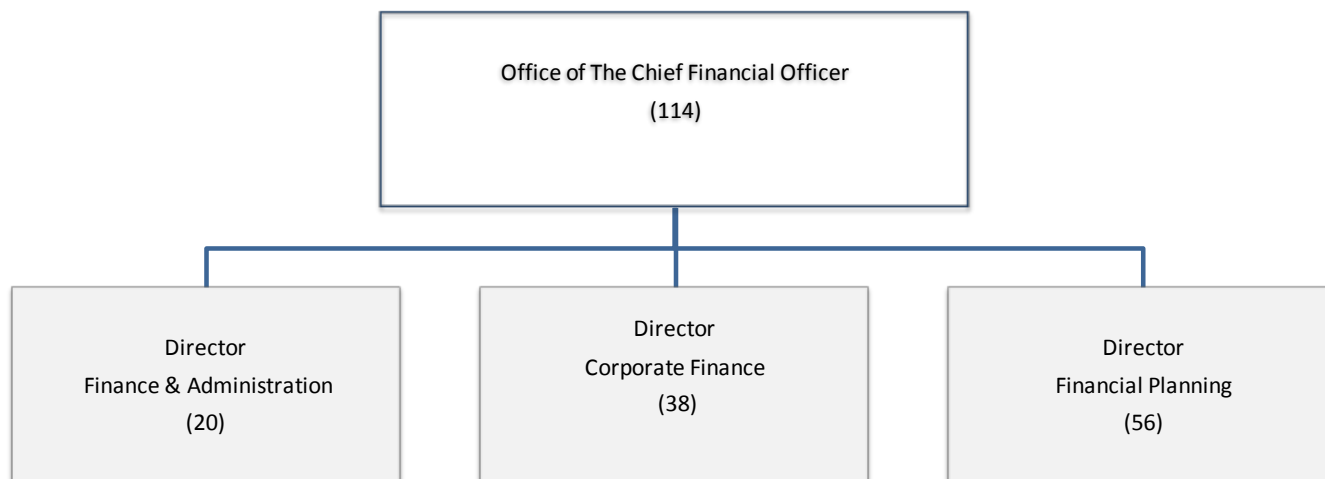 Office of The Chief Financial Officer
(114)
Director
Finance & Administration
(20)
Director
Corporate Finance
(38)
Director
Financial Planning
(56)